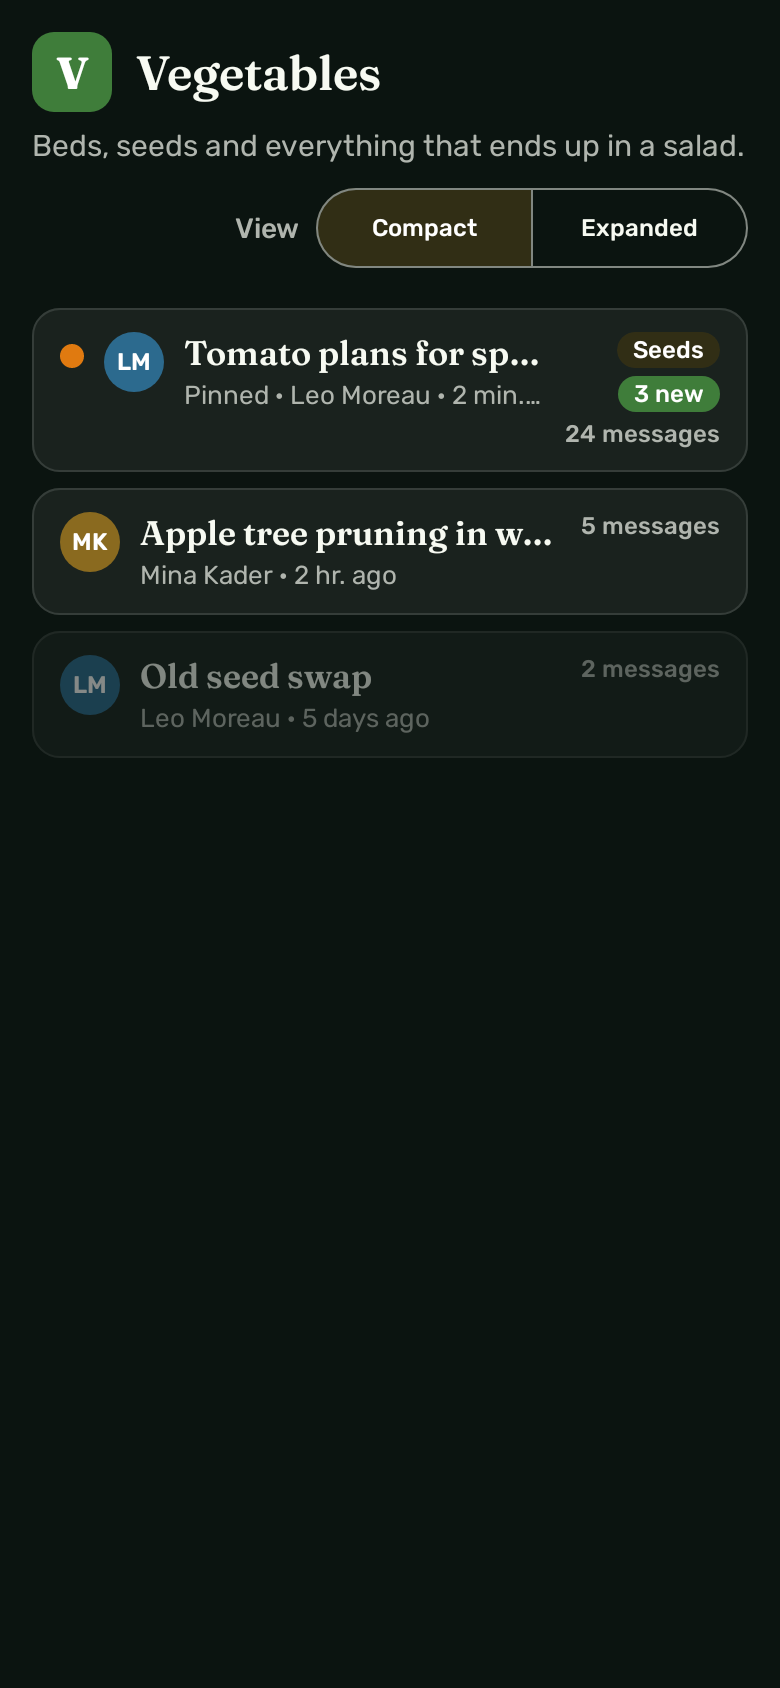 V Vegetables
Beds, seeds and everything that ends up in a salad.
View Compact Expanded
LM Tomato plans for sp... Seeds
Pinned • Leo Moreau • 2 min.... 3 new
24 messages
MK Apple tree pruning in w... 5 messages
Mina Kader • 2 hr. ago
LM Old seed swap 2 messages
Leo Moreau • 5 days ago